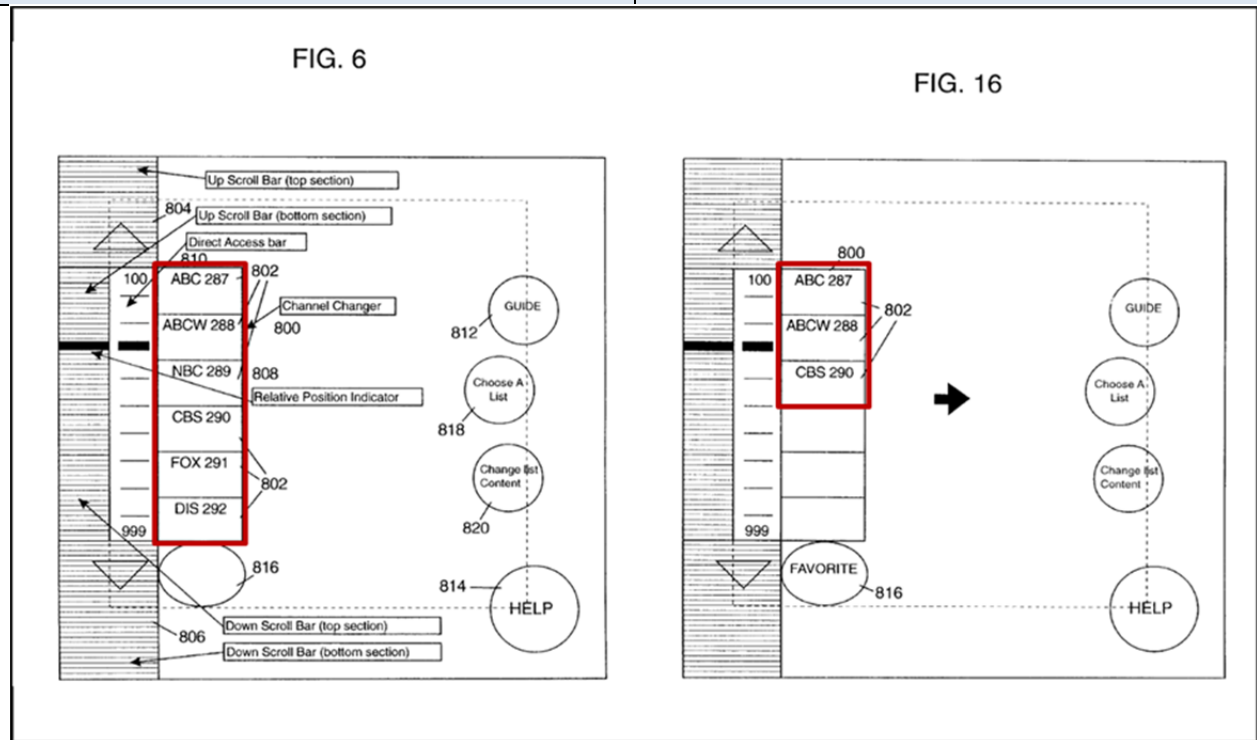 FIG. 6
FIG. 16
Up Scroll Bar (top section)
804
Up Scroll Bar (bottom section)
Direct Access bar
810
100
ABC 287
802
Channel Changer
ABCW 288
800
NBC 289
808
Relative Position Indicator
CBS 290
FOX 291
802
DIS 292
999
816
806
Down Scroll Bar (top section)
Down Scroll Bar (bottom section)
GUIDE
812
Choose A
List
818
Change list
Content
820
814
HELP
800
100
ABC 287
802
ABCW 288
CBS 290
999
FAVORITE
816
GUIDE
Choose A
List
Change list
Content
HELP